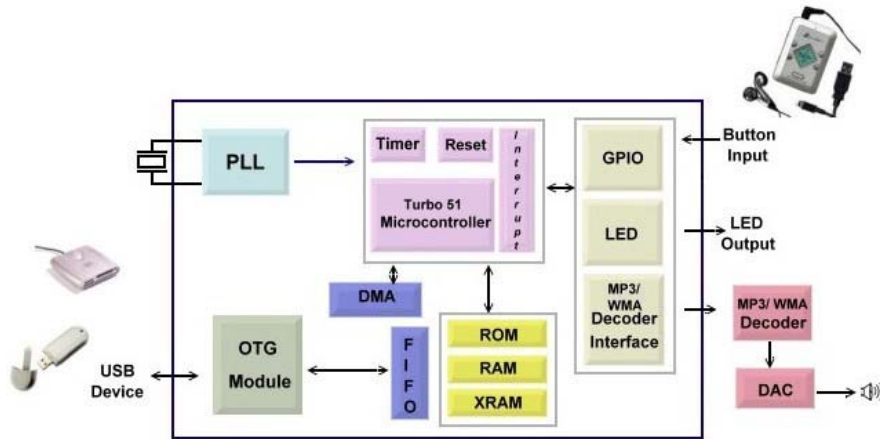 PLL
Timer
Reset
Interrupt
Turbo 51
Microcontroller
GPIO
LED
MP3/
WMA
Decoder
Interface
Button
Input
LED
Output
DMA
FIFO
ROM
RAM
XRAM
OTG
Module
USB
Device
MP3/ WMA
Decoder
DAC